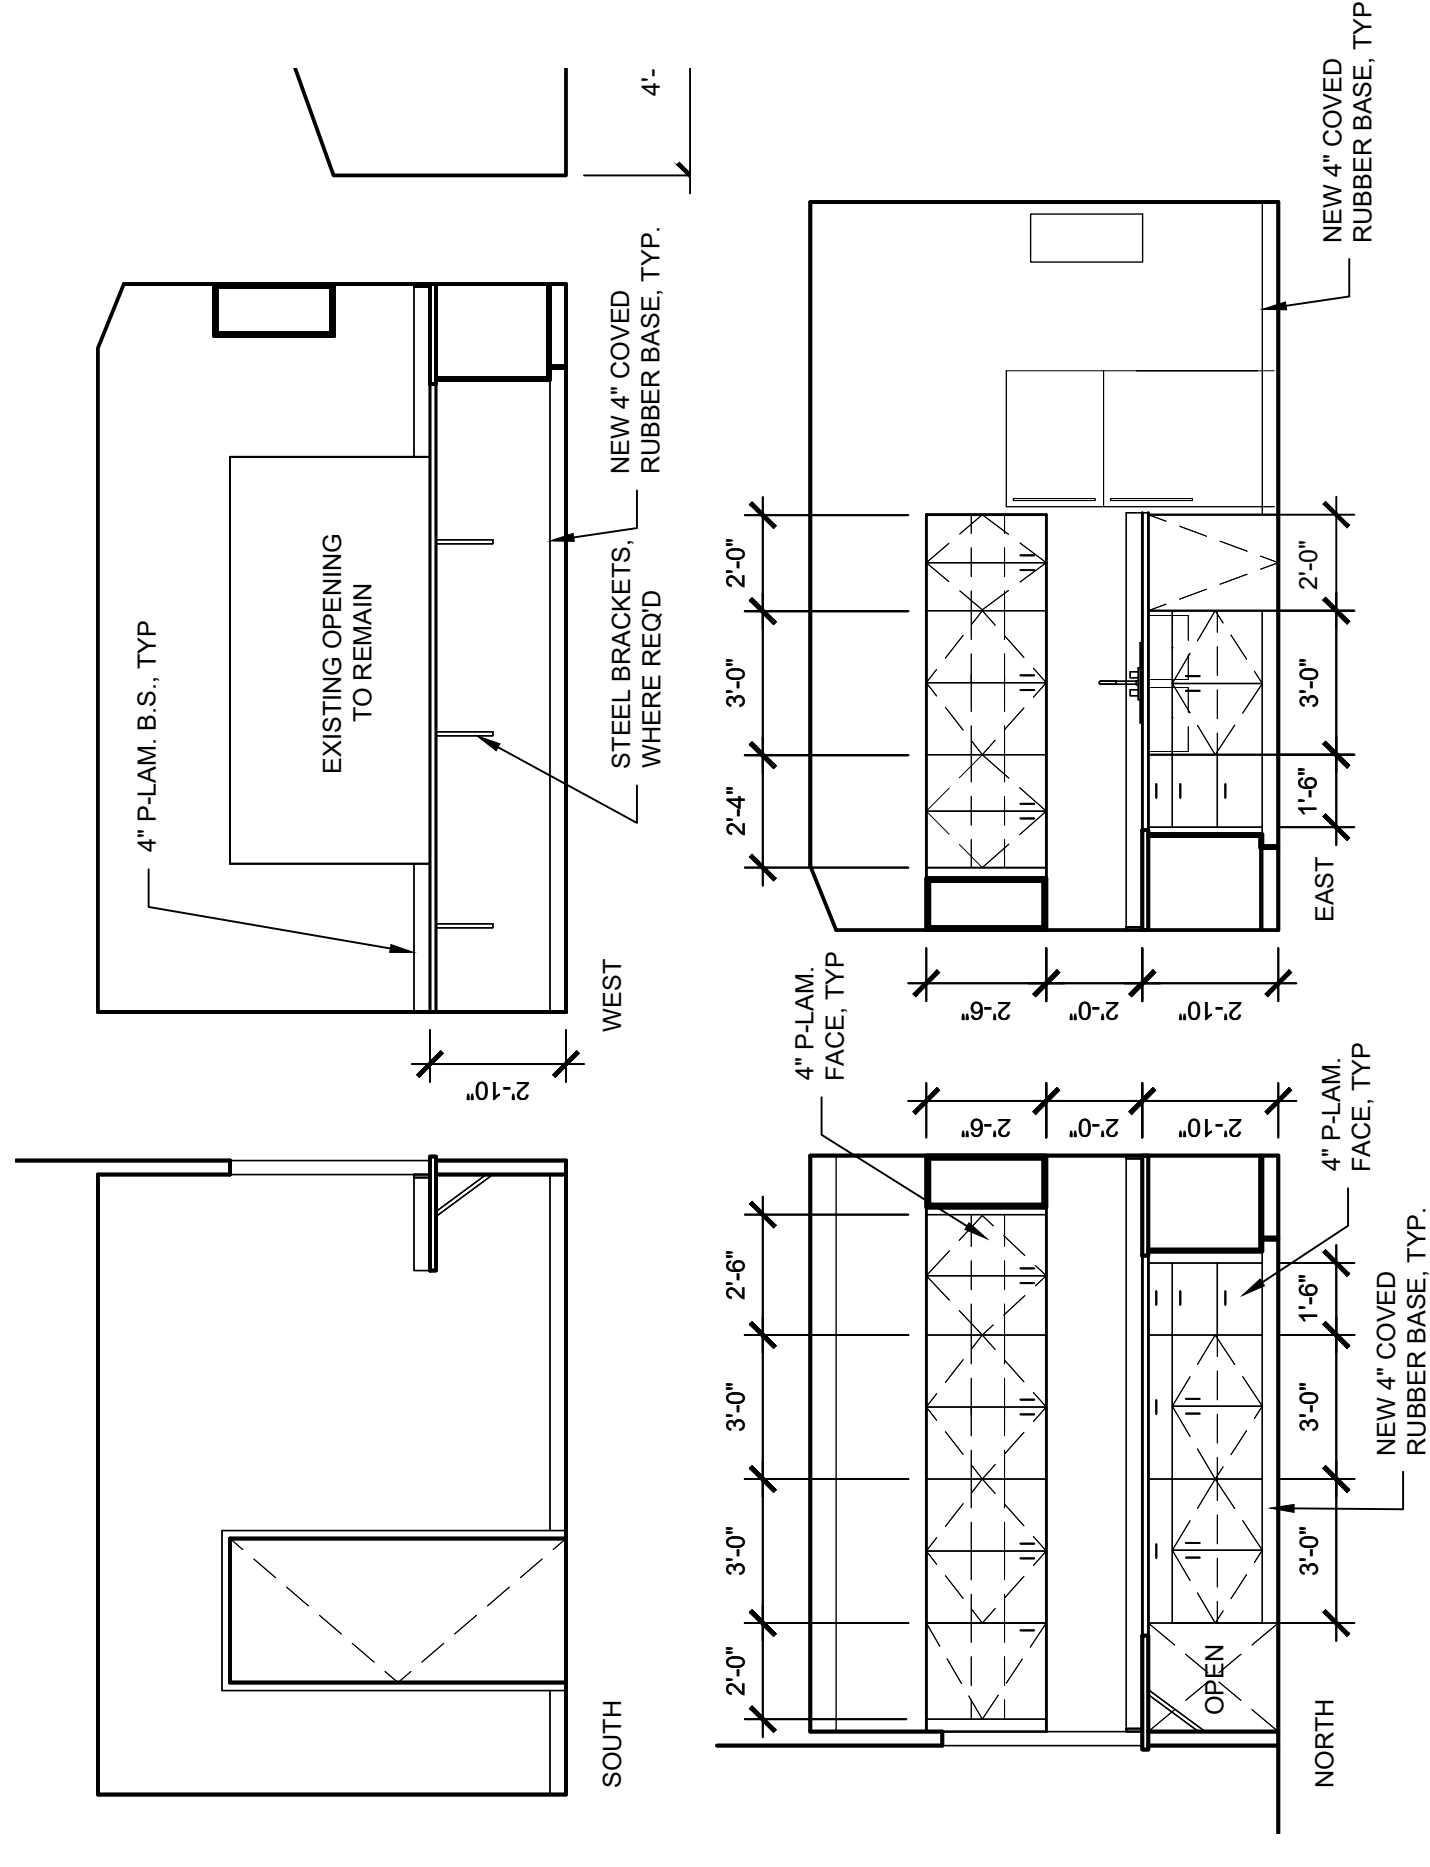 4'-
4" P-LAM. B.S., TYP
EXISTING OPENING
TO REMAIN
STEEL BRACKETS,
WHERE REQ'D
NEW 4" COVED
RUBBER BASE, TYP.
2'-10"
WEST
SOUTH
2'-6"
2'-0"
2'-10"
2'-4"
3'-0"
2'-0"
1'-6"
3'-0"
2'-0"
NEW 4" COVED
RUBBER BASE, TYP
EAST
4" P-LAM.
FACE, TYP
2'-0"
3'-0"
3'-0"
2'-6"
2'-6"
2'-0"
2'-10"
OPEN
3'-0"
3'-0"
1'-6"
4" P-LAM.
FACE, TYP
NEW 4" COVED
RUBBER BASE, TYP.
NORTH